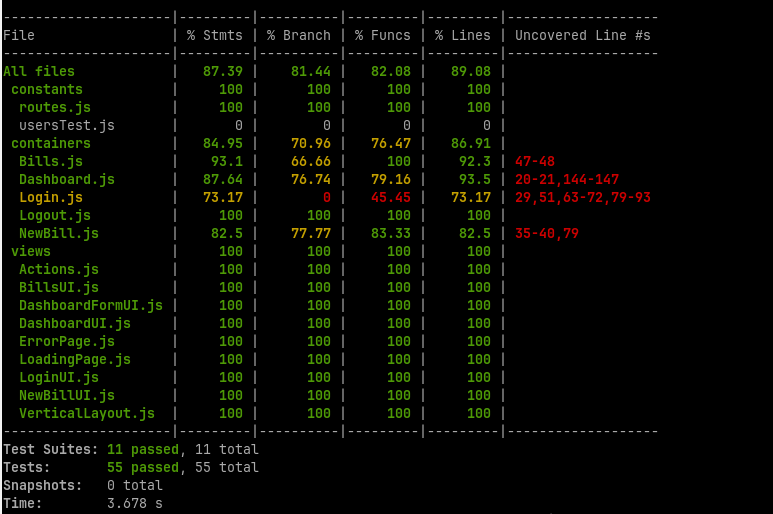 --------------------|---------|----------|---------|---------|-------------------
File                | % Stmts | % Branch | % Funcs | % Lines | Uncovered Line #s
--------------------|---------|----------|---------|---------|-------------------
All files           |   87.39 |    81.44 |   82.08 |   89.08 |
 constants          |     100 |      100 |     100 |     100 |
  routes.js         |     100 |      100 |     100 |     100 |
  usersTest.js      |       0 |        0 |       0 |       0 |
 containers         |   84.95 |    70.96 |   76.47 |   86.91 |
  Bills.js          |    93.1 |    66.66 |     100 |    92.3 | 47-48
  Dashboard.js      |   87.64 |    76.74 |   79.16 |    93.5 | 20-21,144-147
  Login.js          |   73.17 |        0 |   45.45 |   73.17 | 29,51,63-72,79-93
  Logout.js         |     100 |      100 |     100 |     100 |
  NewBill.js        |    82.5 |    77.77 |   83.33 |    82.5 | 35-40,79
 views              |     100 |      100 |     100 |     100 |
  Actions.js        |     100 |      100 |     100 |     100 |
  BillsUI.js        |     100 |      100 |     100 |     100 |
  DashboardFormUI.js |     100 |      100 |     100 |     100 |
  DashboardUI.js    |     100 |      100 |     100 |     100 |
  ErrorPage.js      |     100 |      100 |     100 |     100 |
  LoadingPage.js    |     100 |      100 |     100 |     100 |
  LoginUI.js        |     100 |      100 |     100 |     100 |
  NewBillUI.js      |     100 |      100 |     100 |     100 |
  VerticalLayout.js |     100 |      100 |     100 |     100 |
--------------------|---------|----------|---------|---------|-------------------
Test Suites: 11 passed, 11 total
Tests:       55 passed, 55 total
Snapshots:   0 total
Time:        3.678 s